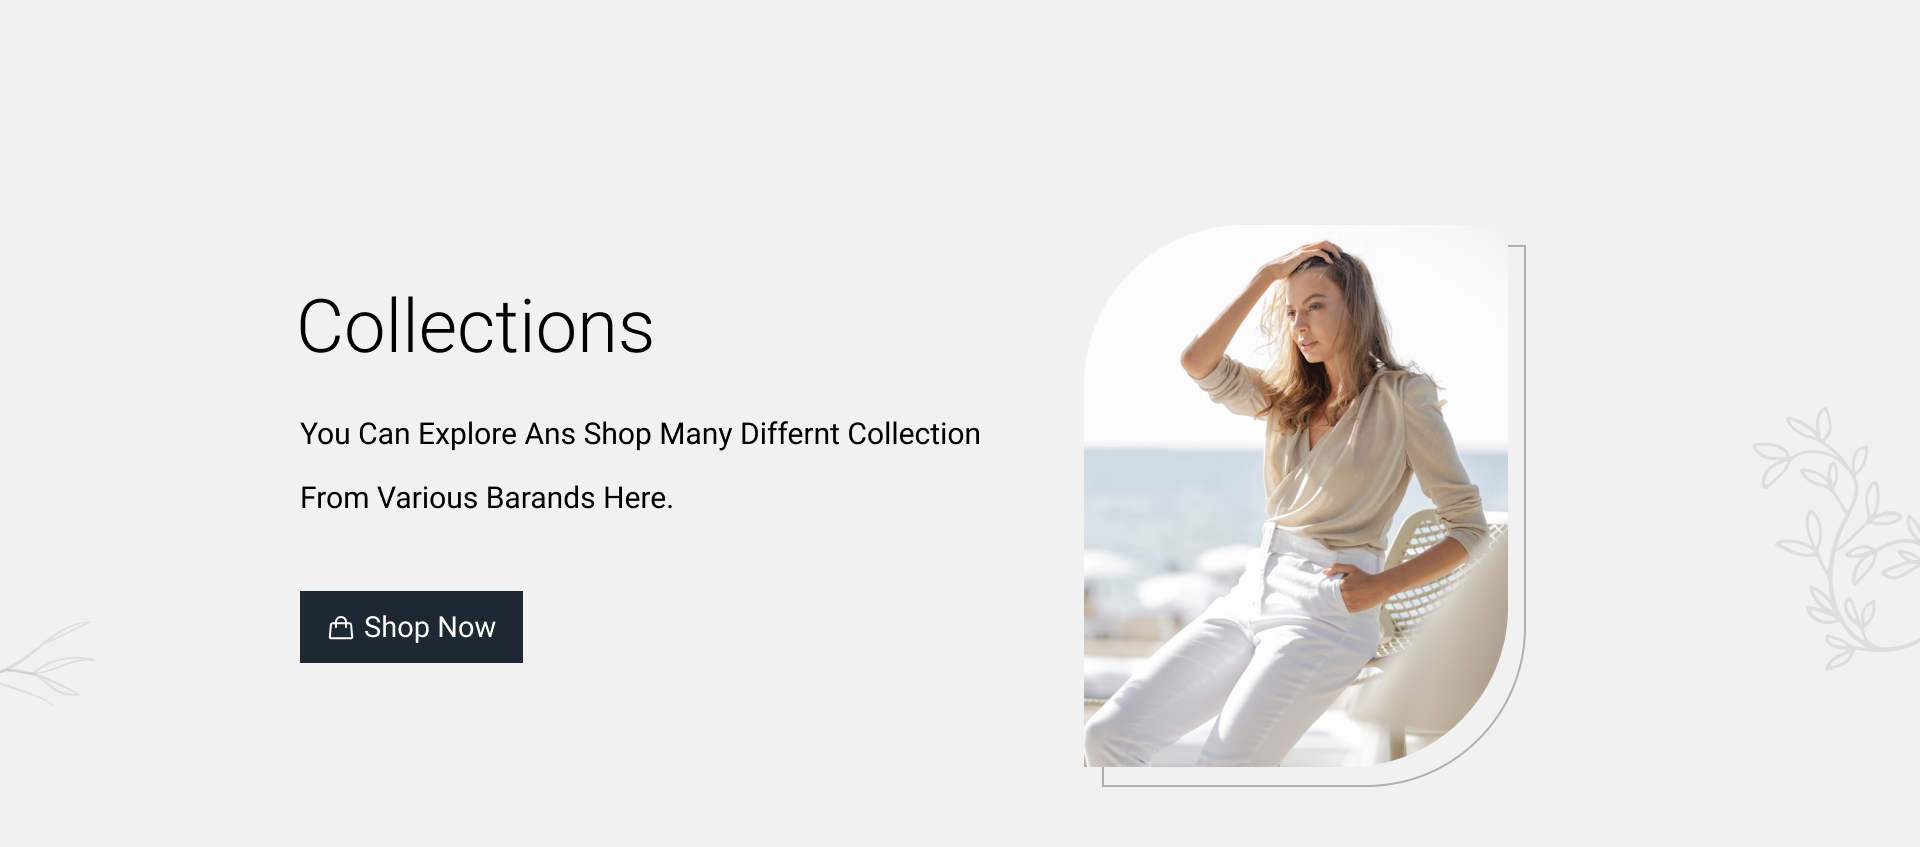 Collections
You Can Explore Ans Shop Many Differnt Collection
From Various Barands Here.
Shop Now